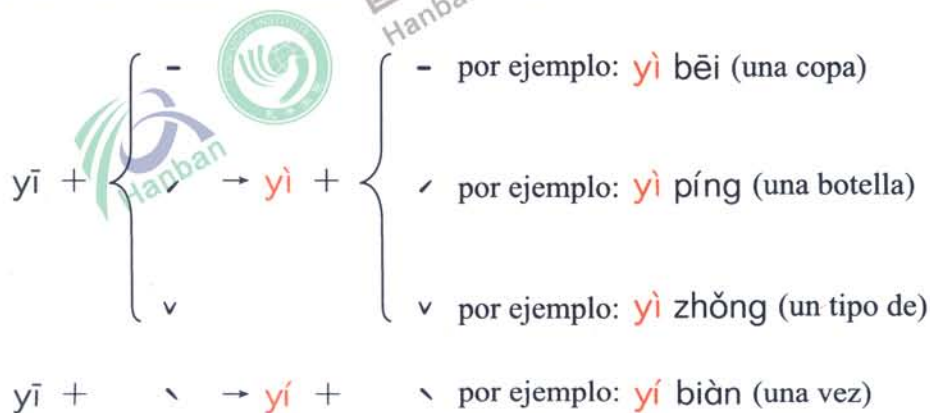 Hanban
- - por ejemplo: yì bēi (una copa)
Hanban
yī + ˊ → yì + ˊ por ejemplo: yì píng (una botella)
ˇ ˇ por ejemplo: yì zhǒng (un tipo de)
yī + ˋ → yí + ˋ por ejemplo: yí biàn (una vez)